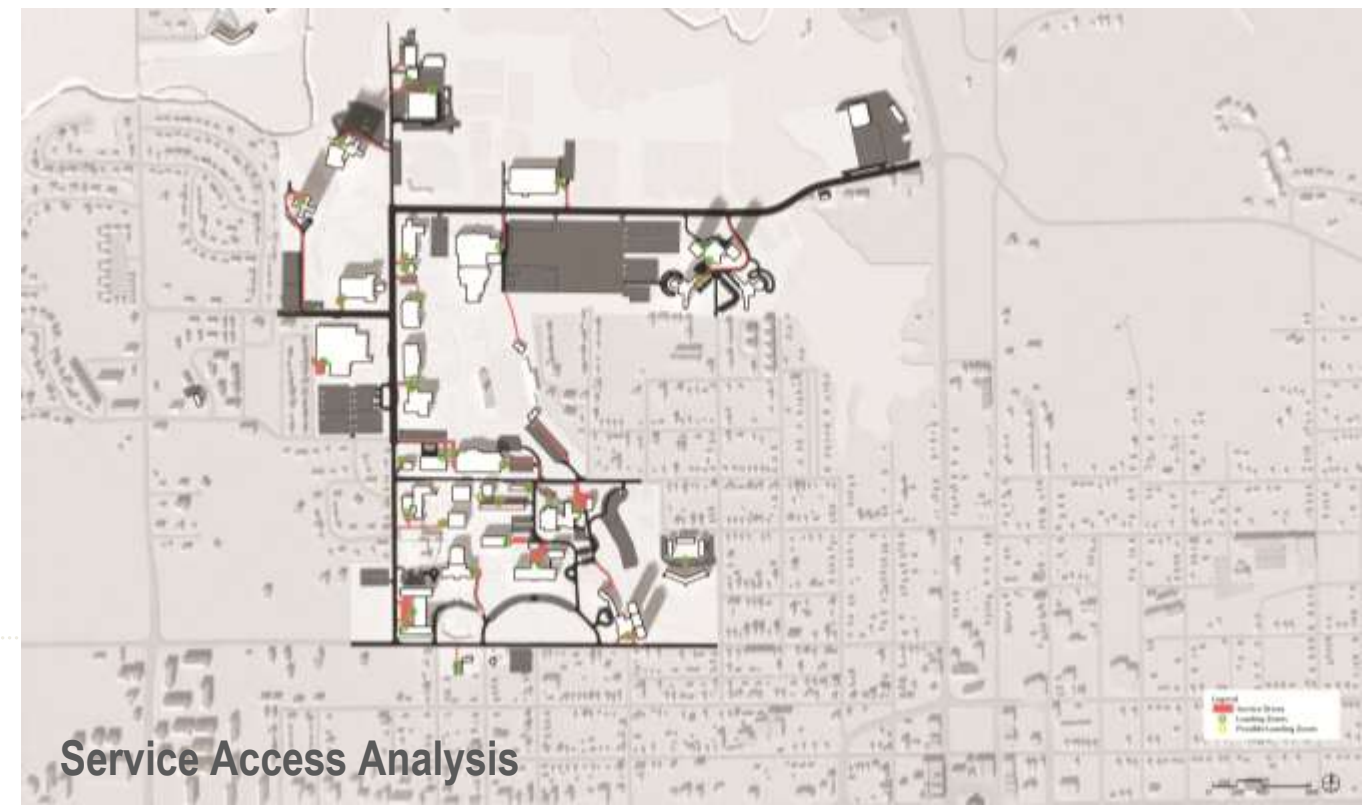 Legend
Service Drives
Loading Zones
Possible Loading Zones
Service Access Analysis